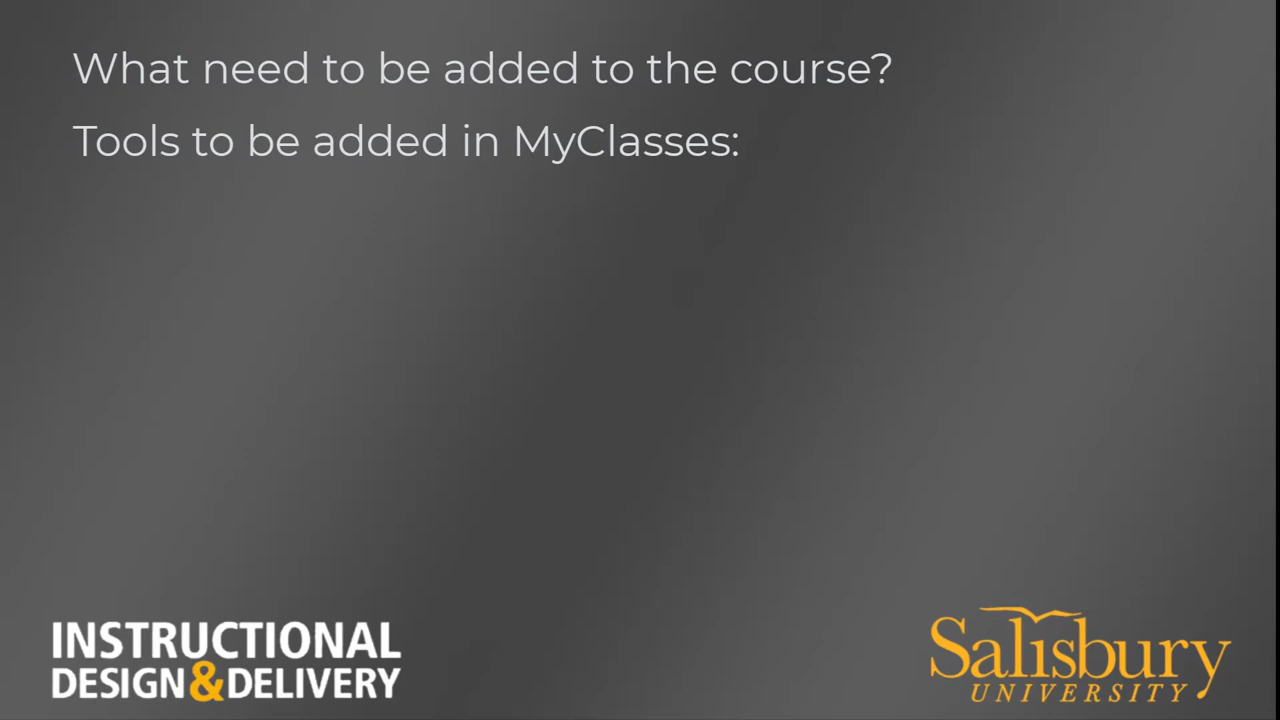 What need to be added to the course?
Tools to be added in MyClasses:
INSTRUCTIONAL
DESIGN&DELIVERY
Salisbury
UNIVERSITY